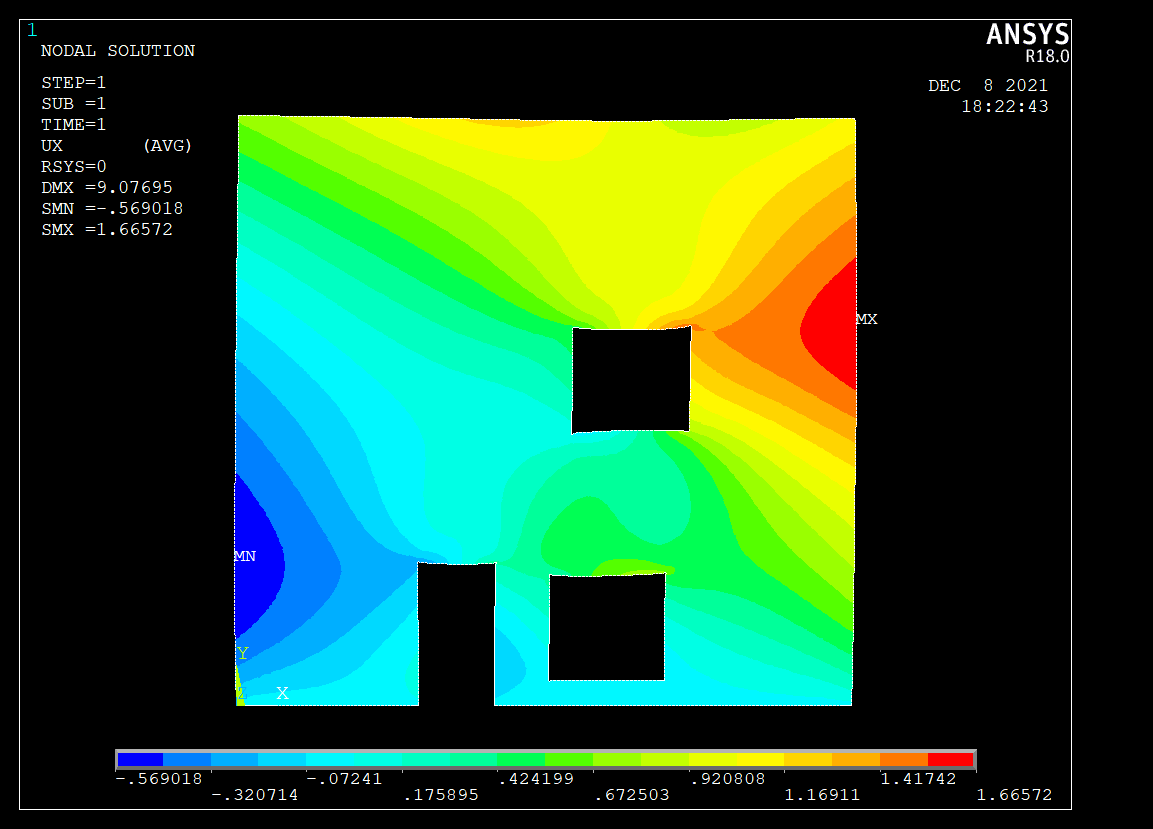 1
ANSYS
R18.0
NODAL SOLUTION
DEC 8 2021
18:22:43
STEP=1
SUB =1
TIME=1
UX (AVG)
RSYS=0
DMX =9.07695
SMN =-.569018
SMX =1.66572
MX
MN
Y
Z X
-.569018 -.07241 .424199 .920808 1.41742
-.320714 .175895 .672503 1.16911 1.66572